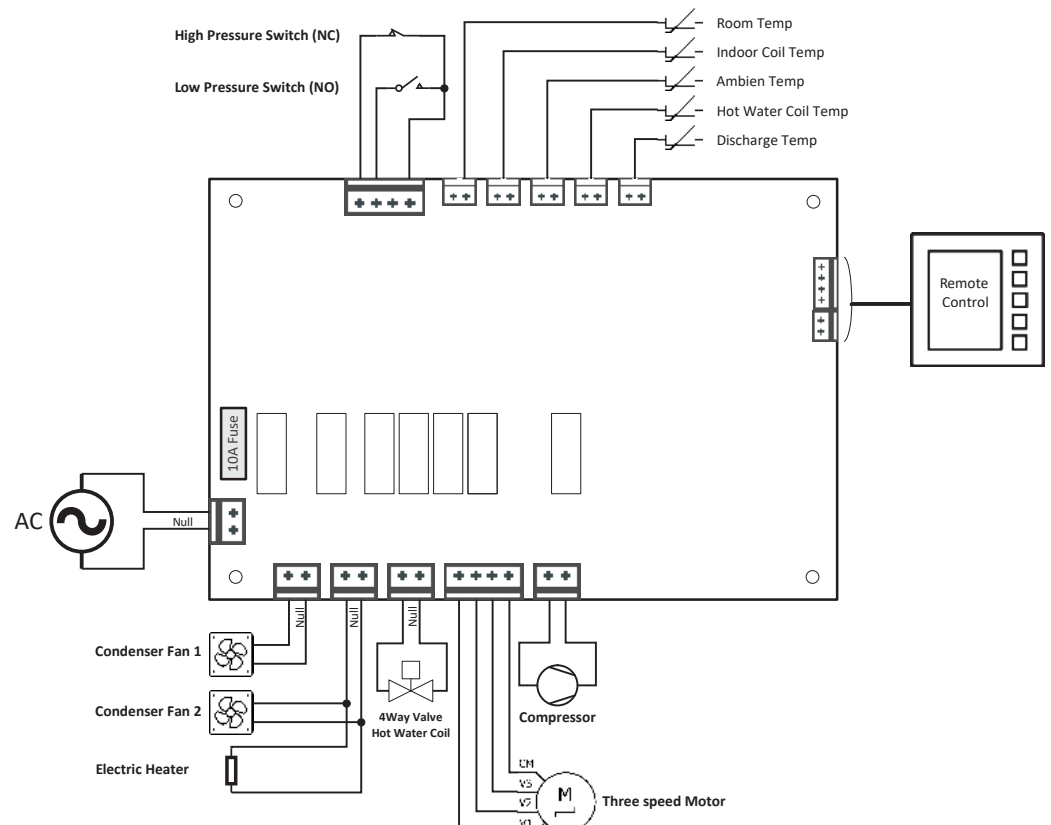 High Pressure Switch (NC)
Low Pressure Switch (NO)
Room Temp
Indoor Coil Temp
Ambien Temp
Hot Water Coil Temp
Discharge Temp
Remote
Control
10A Fuse
AC
Null
Null
Null
Null
Condenser Fan 1
Condenser Fan 2
4Way Valve
Hot Water Coil
Compressor
Electric Heater
CM
V3
V2
V1
M
Three speed Motor